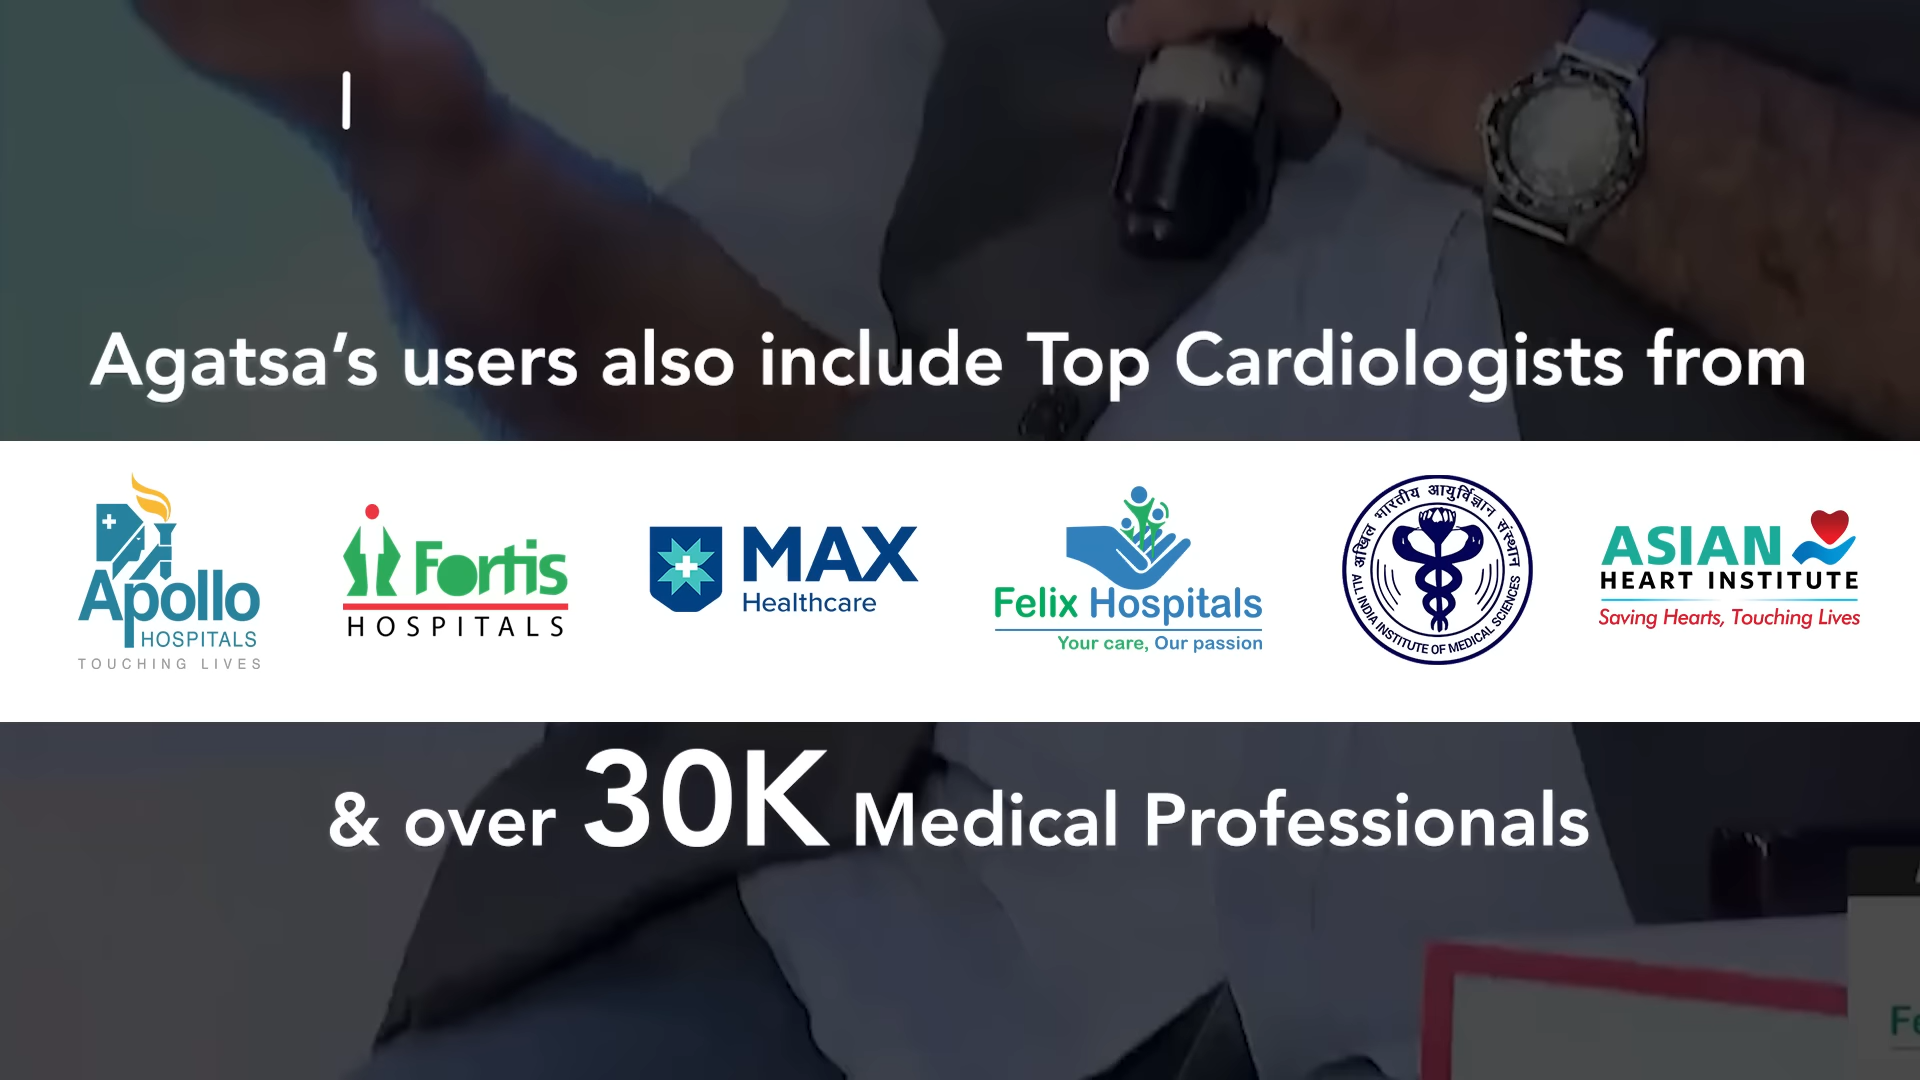 Agatsa's users also include Top Cardiologists from
Apollo
HOSPITALS
TOUCHING LIVES
Fortis
HOSPITALS
MAX
Healthcare
Felix Hospitals
Your care, Our passion
अखिल भारतीय आयुर्विज्ञान संस्थान
ALL INDIA INSTITUTE OF MEDICAL SCIENCES
ASIAN
HEART INSTITUTE
Saving Hearts, Touching Lives
& over 30K Medical Professionals
Fe